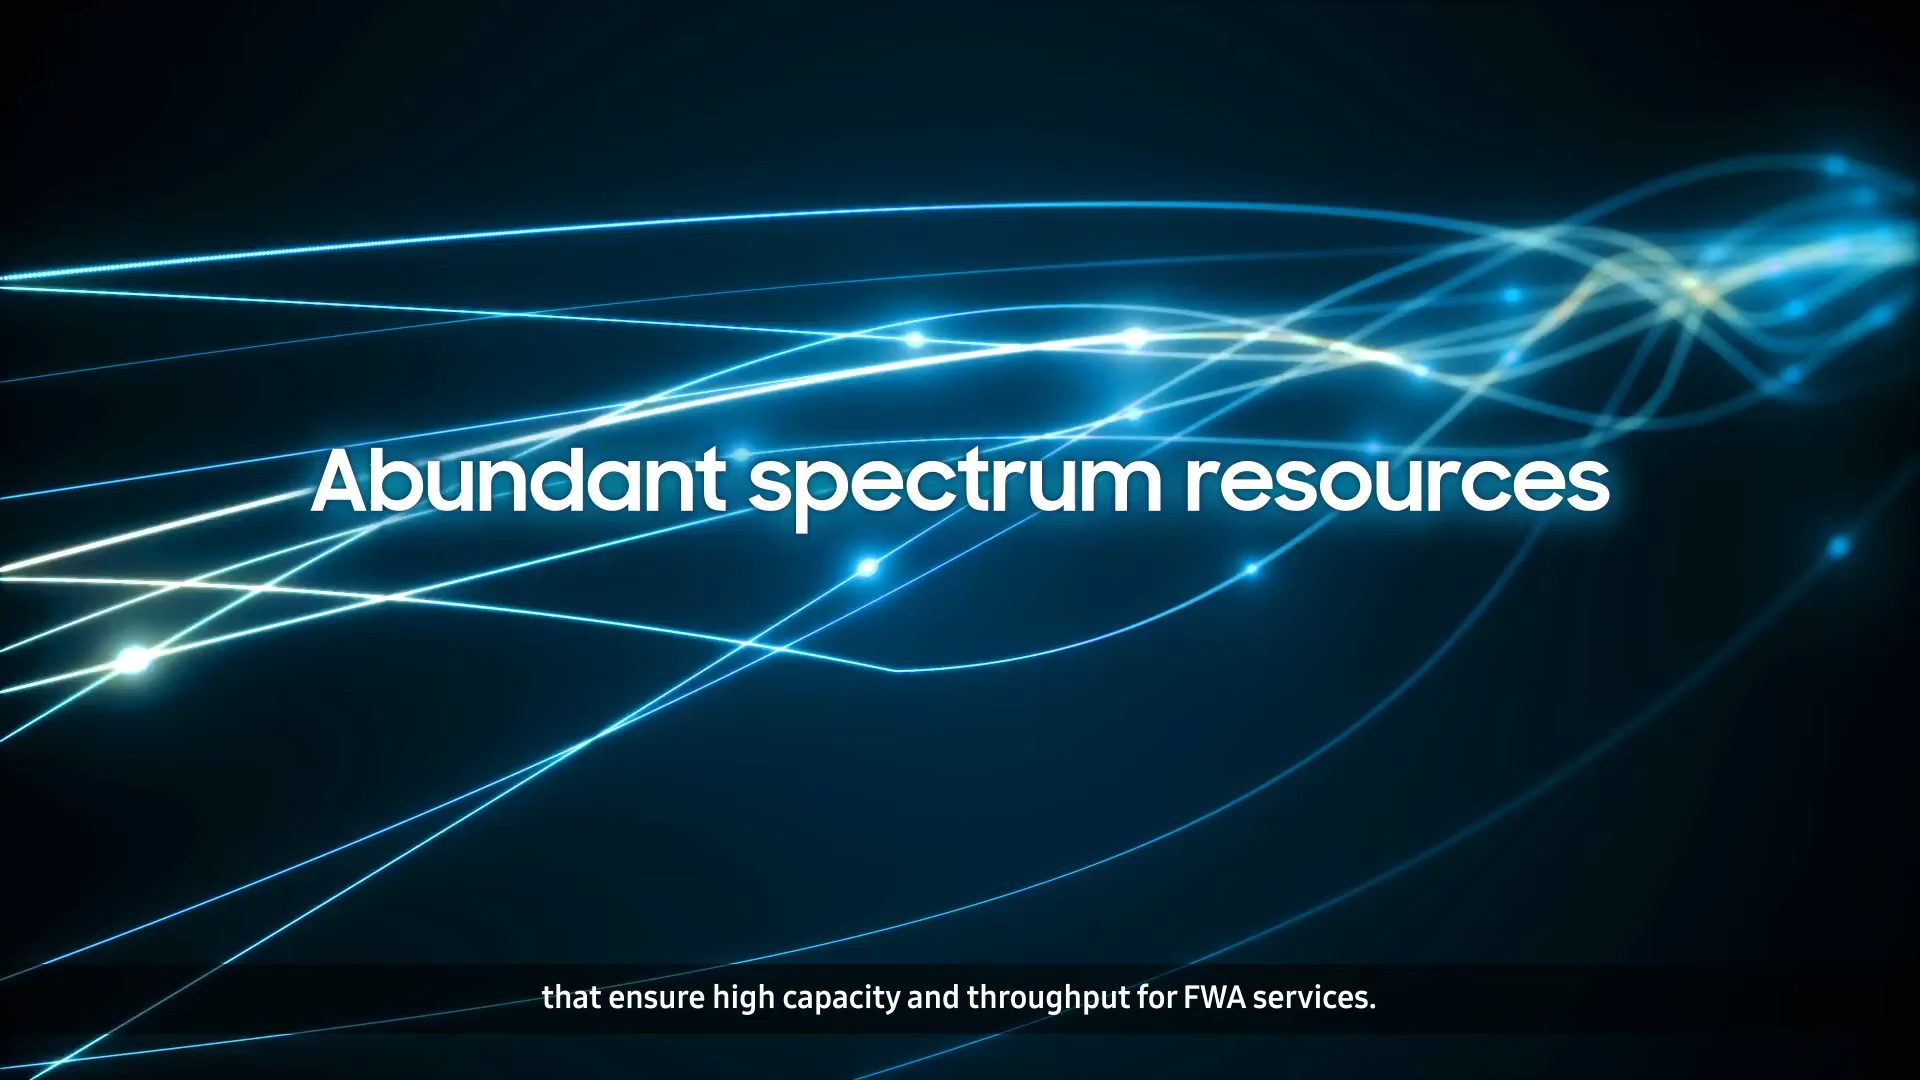 Abundant spectrum resources
that ensure high capacity and throughput for FWA services.